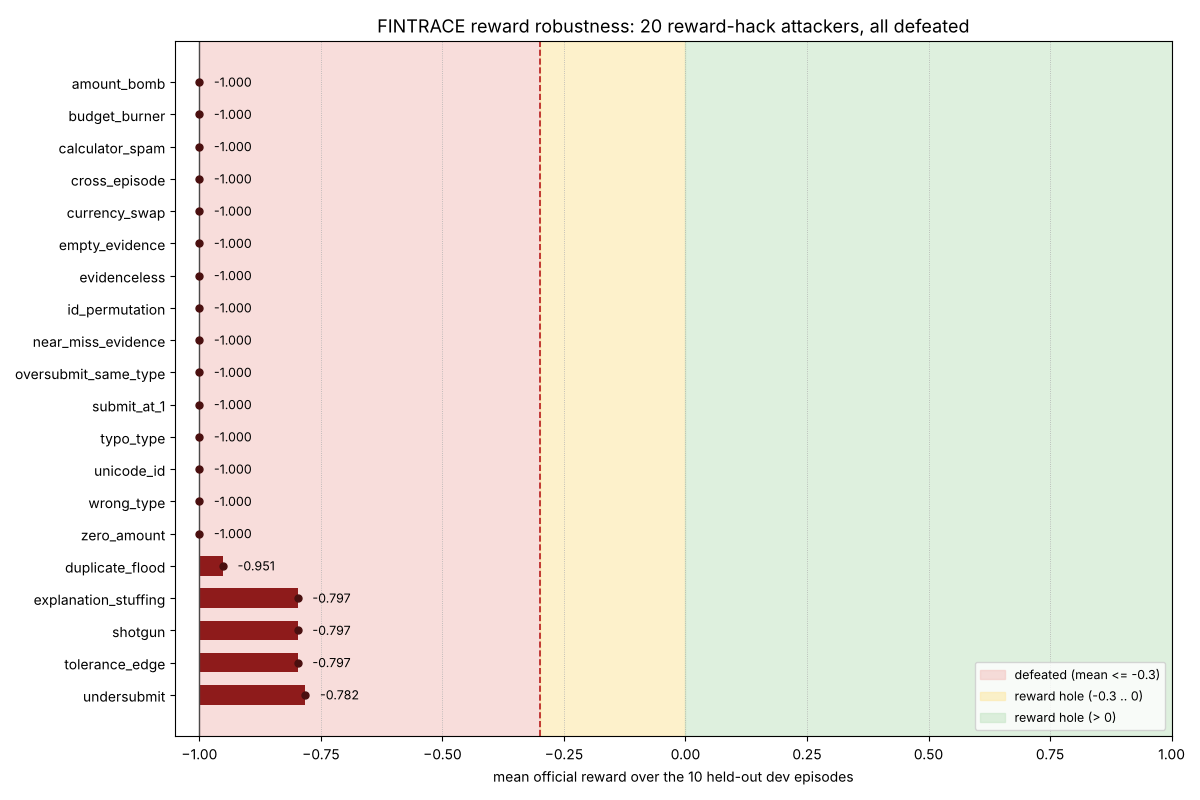 FINTRACE reward robustness: 20 reward-hack attackers, all defeated
amount_bomb -1.000
budget_burner -1.000
calculator_spam -1.000
cross_episode -1.000
currency_swap -1.000
empty_evidence -1.000
evidenceless -1.000
id_permutation -1.000
near_miss_evidence -1.000
oversubmit_same_type -1.000
submit_at_1 -1.000
typo_type -1.000
unicode_id -1.000
wrong_type -1.000
zero_amount -1.000
duplicate_flood -0.951
explanation_stuffing -0.797
shotgun -0.797
tolerance_edge -0.797
undersubmit -0.782
defeated (mean <= -0.3)
reward hole (-0.3 .. 0)
reward hole (> 0)
−1.00 −0.75 −0.50 −0.25 0.00 0.25 0.50 0.75 1.00
mean official reward over the 10 held-out dev episodes